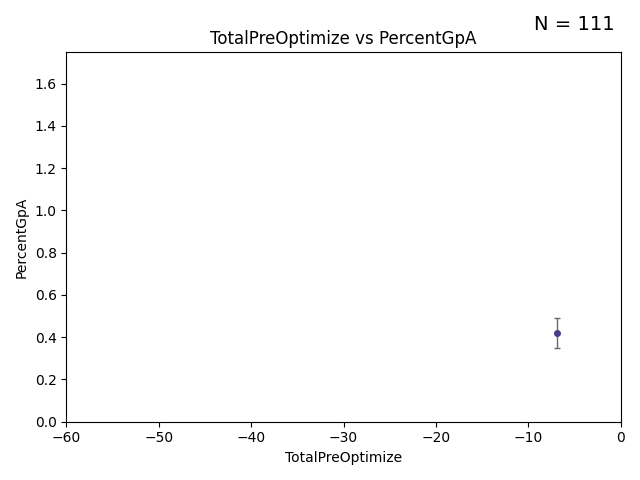 N = 111
TotalPreOptimize vs PercentGpA
1.6
1.4
1.2
1.0
0.8
0.6
0.4
0.2
0.0
PercentGpA
−60 −50 −40 −30 −20 −10 0
TotalPreOptimize